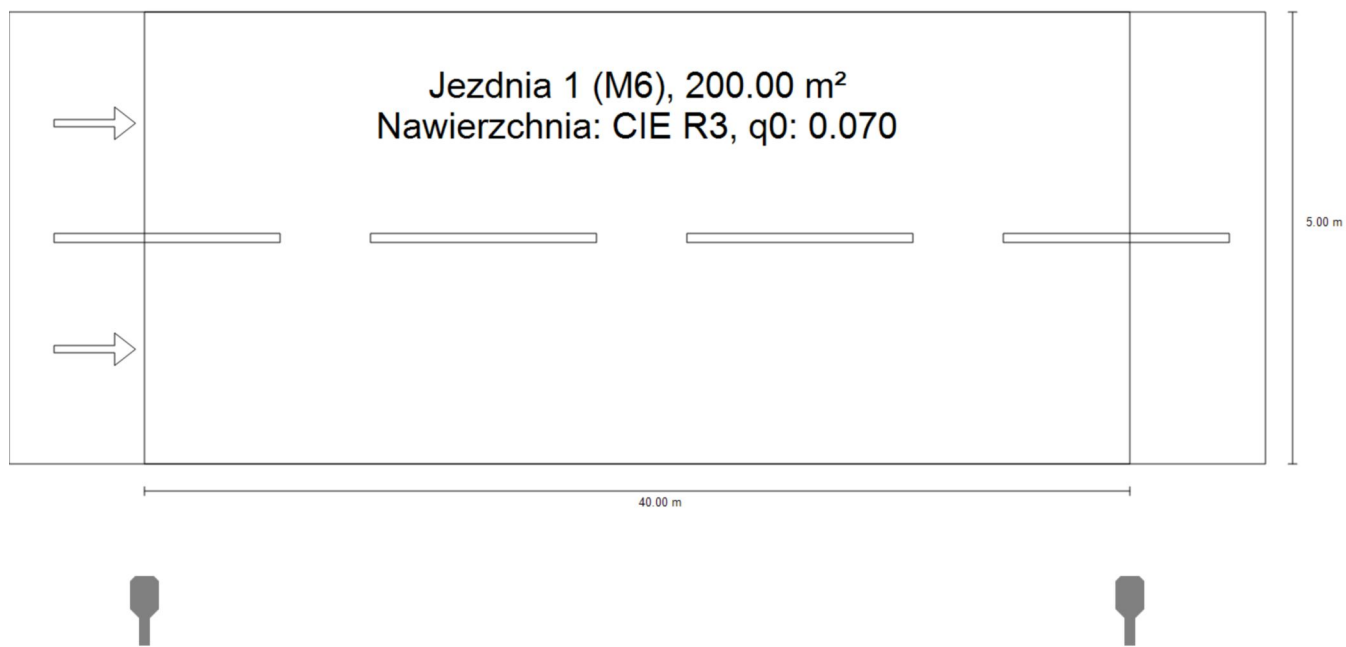 Jezdnia 1 (M6), 200.00 m²
Nawierzchnia: CIE R3, q0: 0.070
5.00 m
40.00 m